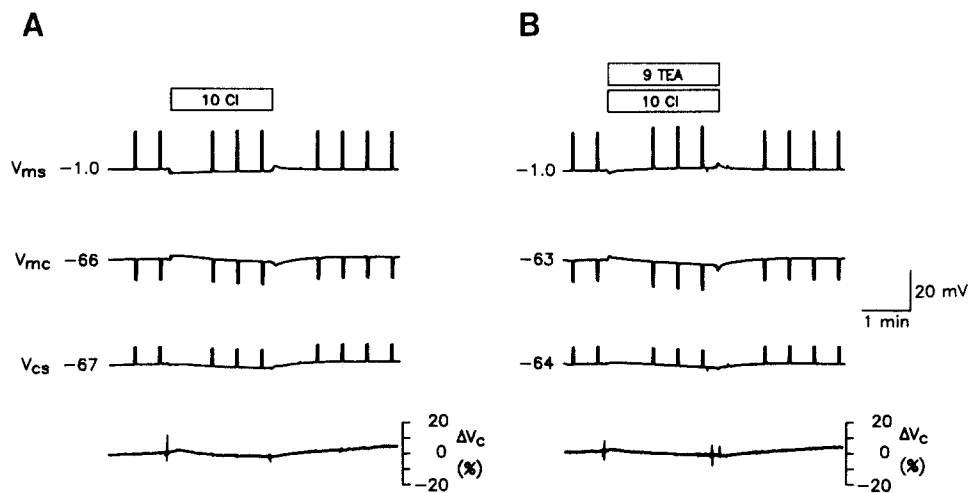 A
B
9 TEA
10 Cl
10 Cl
Vms -1.0
-1.0
Vmc -66
-63
20 mV
1 min
Vcs -67
-64
20
0
-20
ΔVc
(%)
20
0
-20
ΔVc
(%)